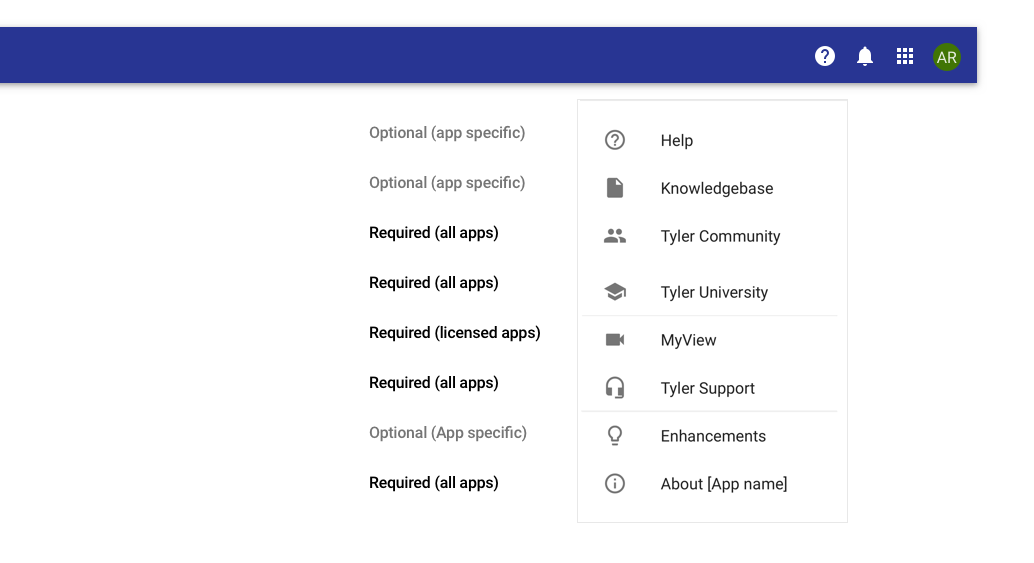 AR
Optional (app specific) Help
Optional (app specific) Knowledgebase
Required (all apps) Tyler Community
Required (all apps) Tyler University
Required (licensed apps) MyView
Required (all apps) Tyler Support
Optional (App specific) Enhancements
Required (all apps) About [App name]